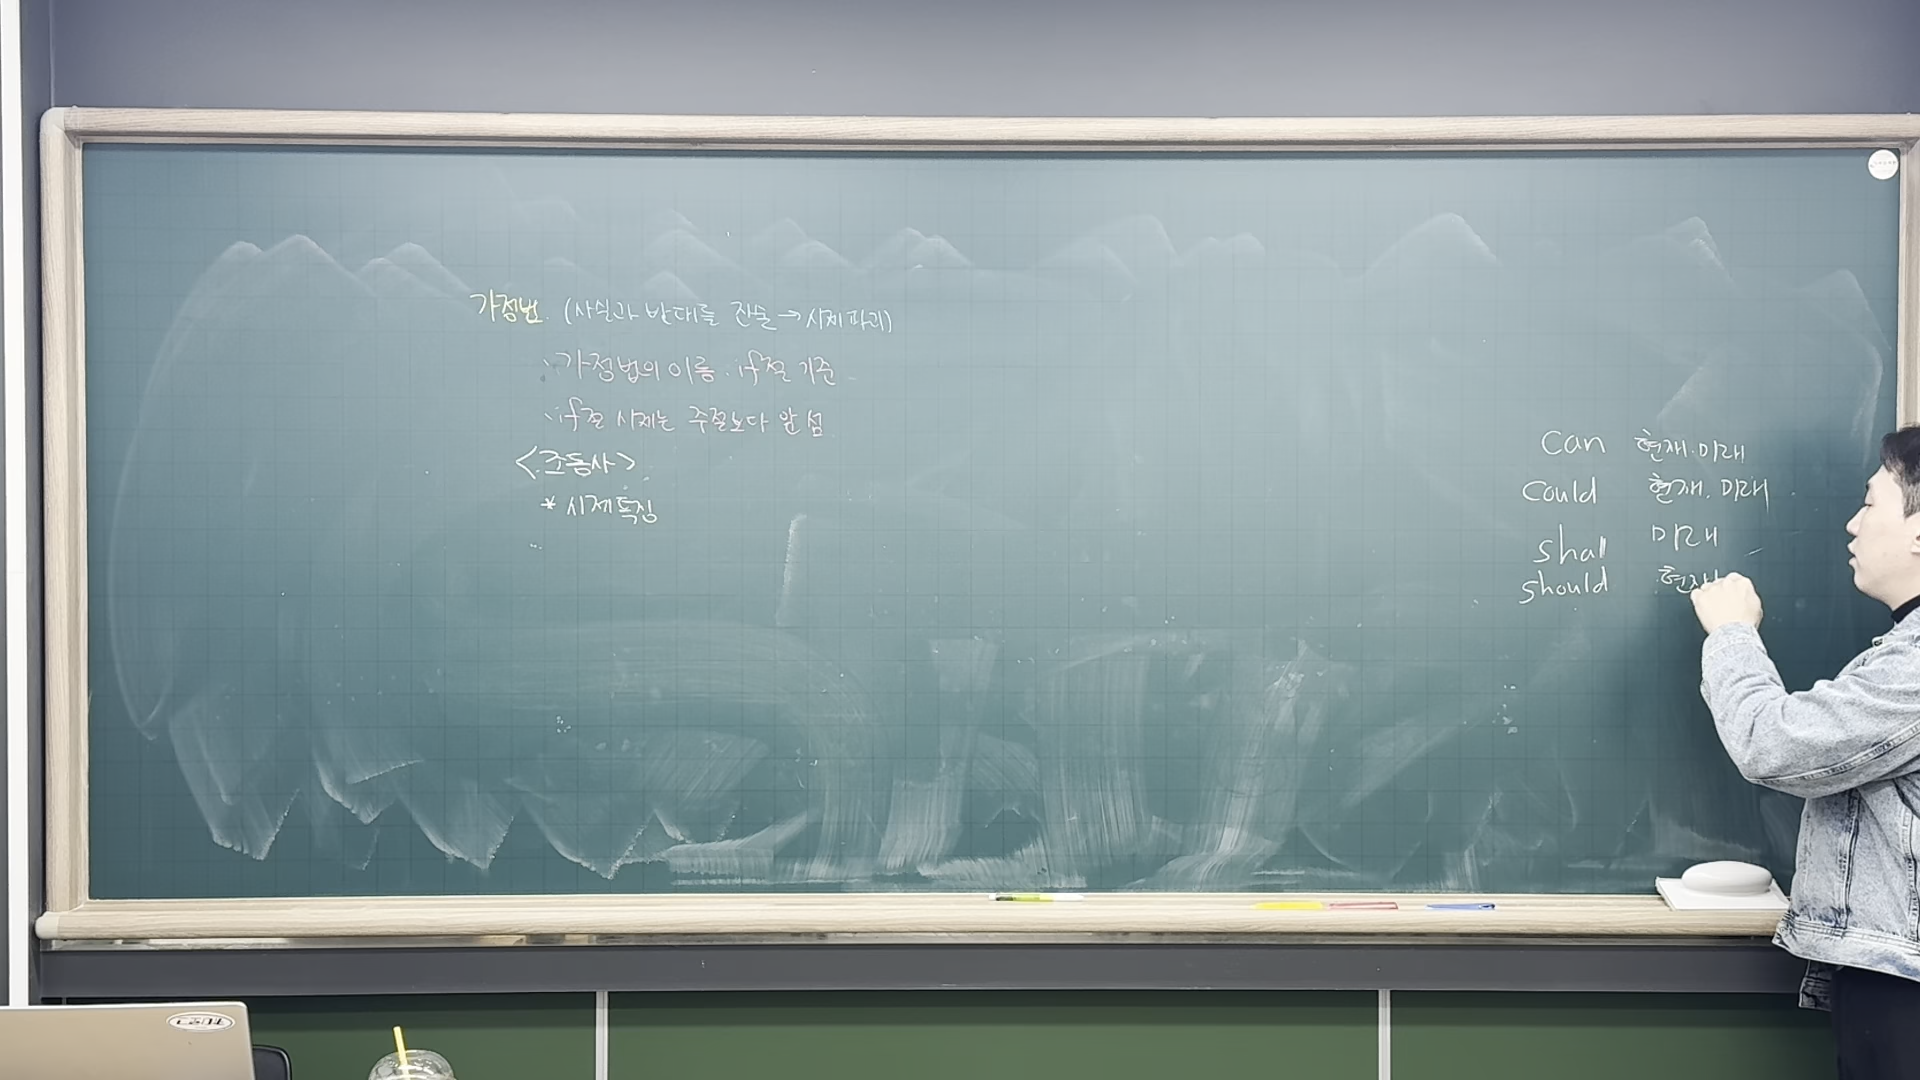 가정법. (사실과 반대를 진술 → 시제파괴)
가정법의 이름. if절 기준
if절 시제는 주절보다 앞섬
<조동사>
* 시제특징
Can 현재.미래
Could 현재.미래
shall 미래
should 현재